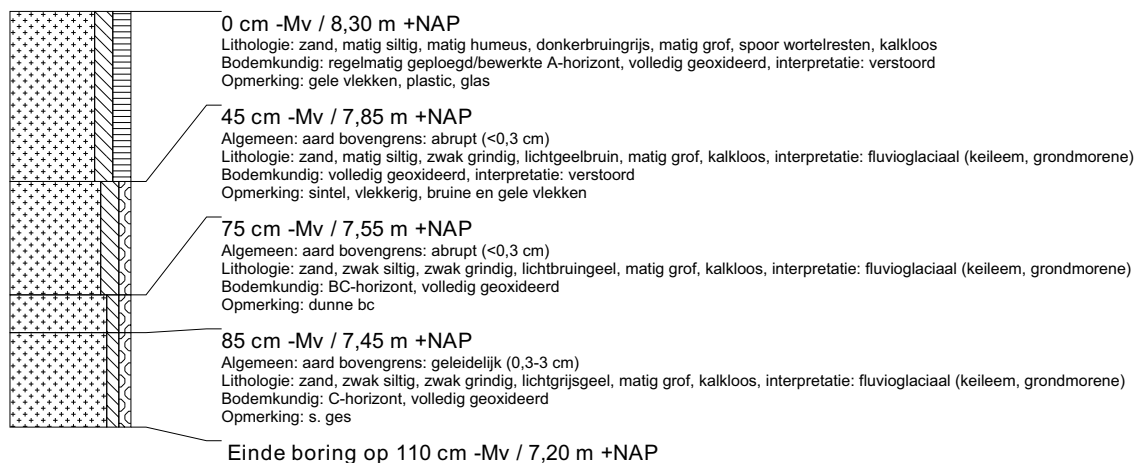 0 cm -Mv / 8,30 m +NAP
Lithologie: zand, matig siltig, matig humeus, donkerbruingrijs, matig grof, spoor wortelresten, kalkloos
Bodemkundig: regelmatig geploegd/bewerkte A-horizont, volledig geoxideerd, interpretatie: verstoord
Opmerking: gele vlekken, plastic, glas
45 cm -Mv / 7,85 m +NAP
Algemeen: aard bovengrens: abrupt (<0,3 cm)
Lithologie: zand, matig siltig, zwak grindig, lichtgeelbruin, matig grof, kalkloos, interpretatie: fluvioglaciaal (keileem, grondmorene)
Bodemkundig: volledig geoxideerd, interpretatie: verstoord
Opmerking: sintel, vlekkerig, bruine en gele vlekken
75 cm -Mv / 7,55 m +NAP
Algemeen: aard bovengrens: abrupt (<0,3 cm)
Lithologie: zand, zwak siltig, zwak grindig, lichtbruingeel, matig grof, kalkloos, interpretatie: fluvioglaciaal (keileem, grondmorene)
Bodemkundig: BC-horizont, volledig geoxideerd
Opmerking: dunne bc
85 cm -Mv / 7,45 m +NAP
Algemeen: aard bovengrens: geleidelijk (0,3-3 cm)
Lithologie: zand, zwak siltig, zwak grindig, lichtgrijsgeel, matig grof, kalkloos, interpretatie: fluvioglaciaal (keileem, grondmorene)
Bodemkundig: C-horizont, volledig geoxideerd
Opmerking: s. ges
Einde boring op 110 cm -Mv / 7,20 m +NAP